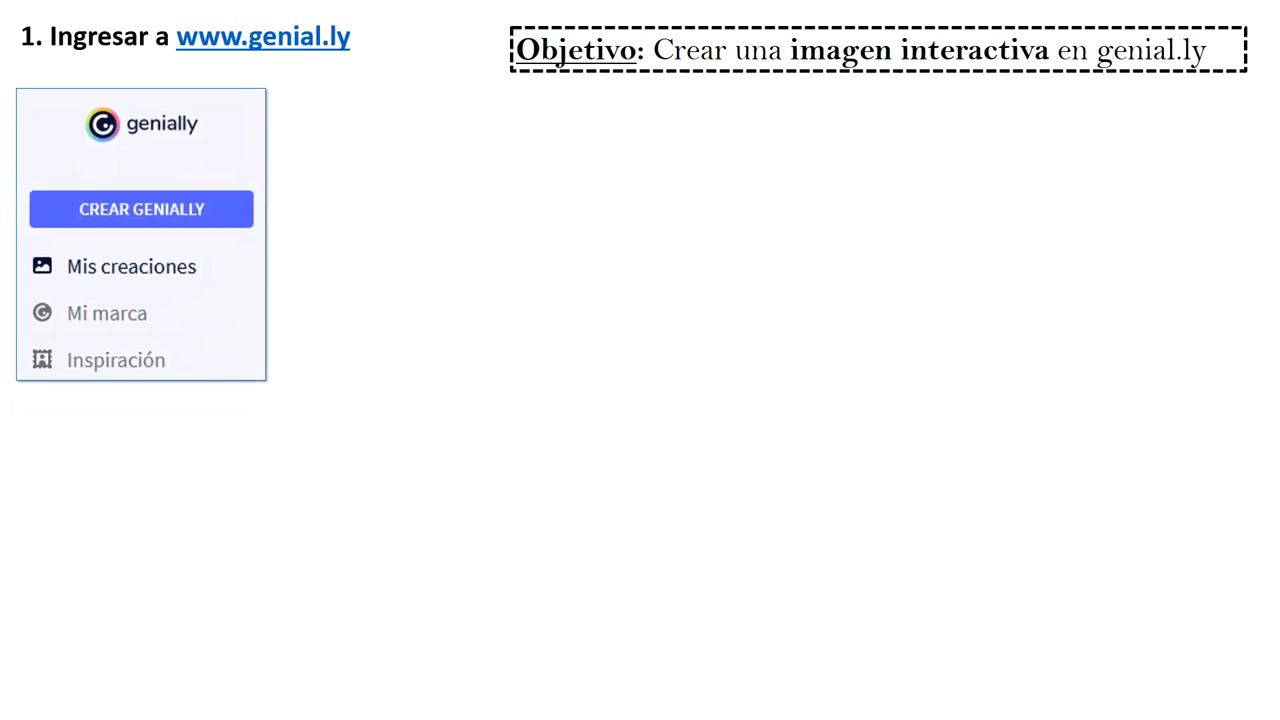 1. Ingresar a www.genial.ly
Objetivo: Crear una imagen interactiva en genial.ly
genially
CREAR GENIALLY
Mis creaciones
Mi marca
Inspiración